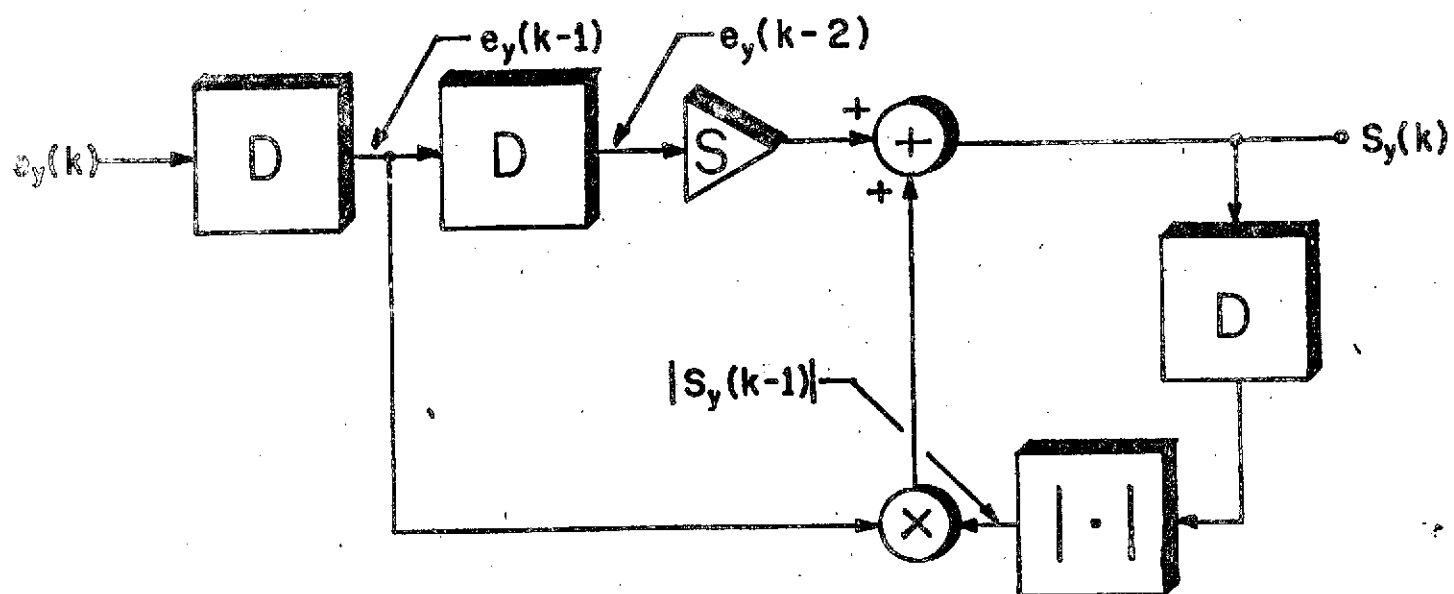 e_y(k-1)
e_y(k-2)
e_y(k)
D
D
S
+
+
+
S_y(k)
D
|S_y(k-1)|
×
|·|